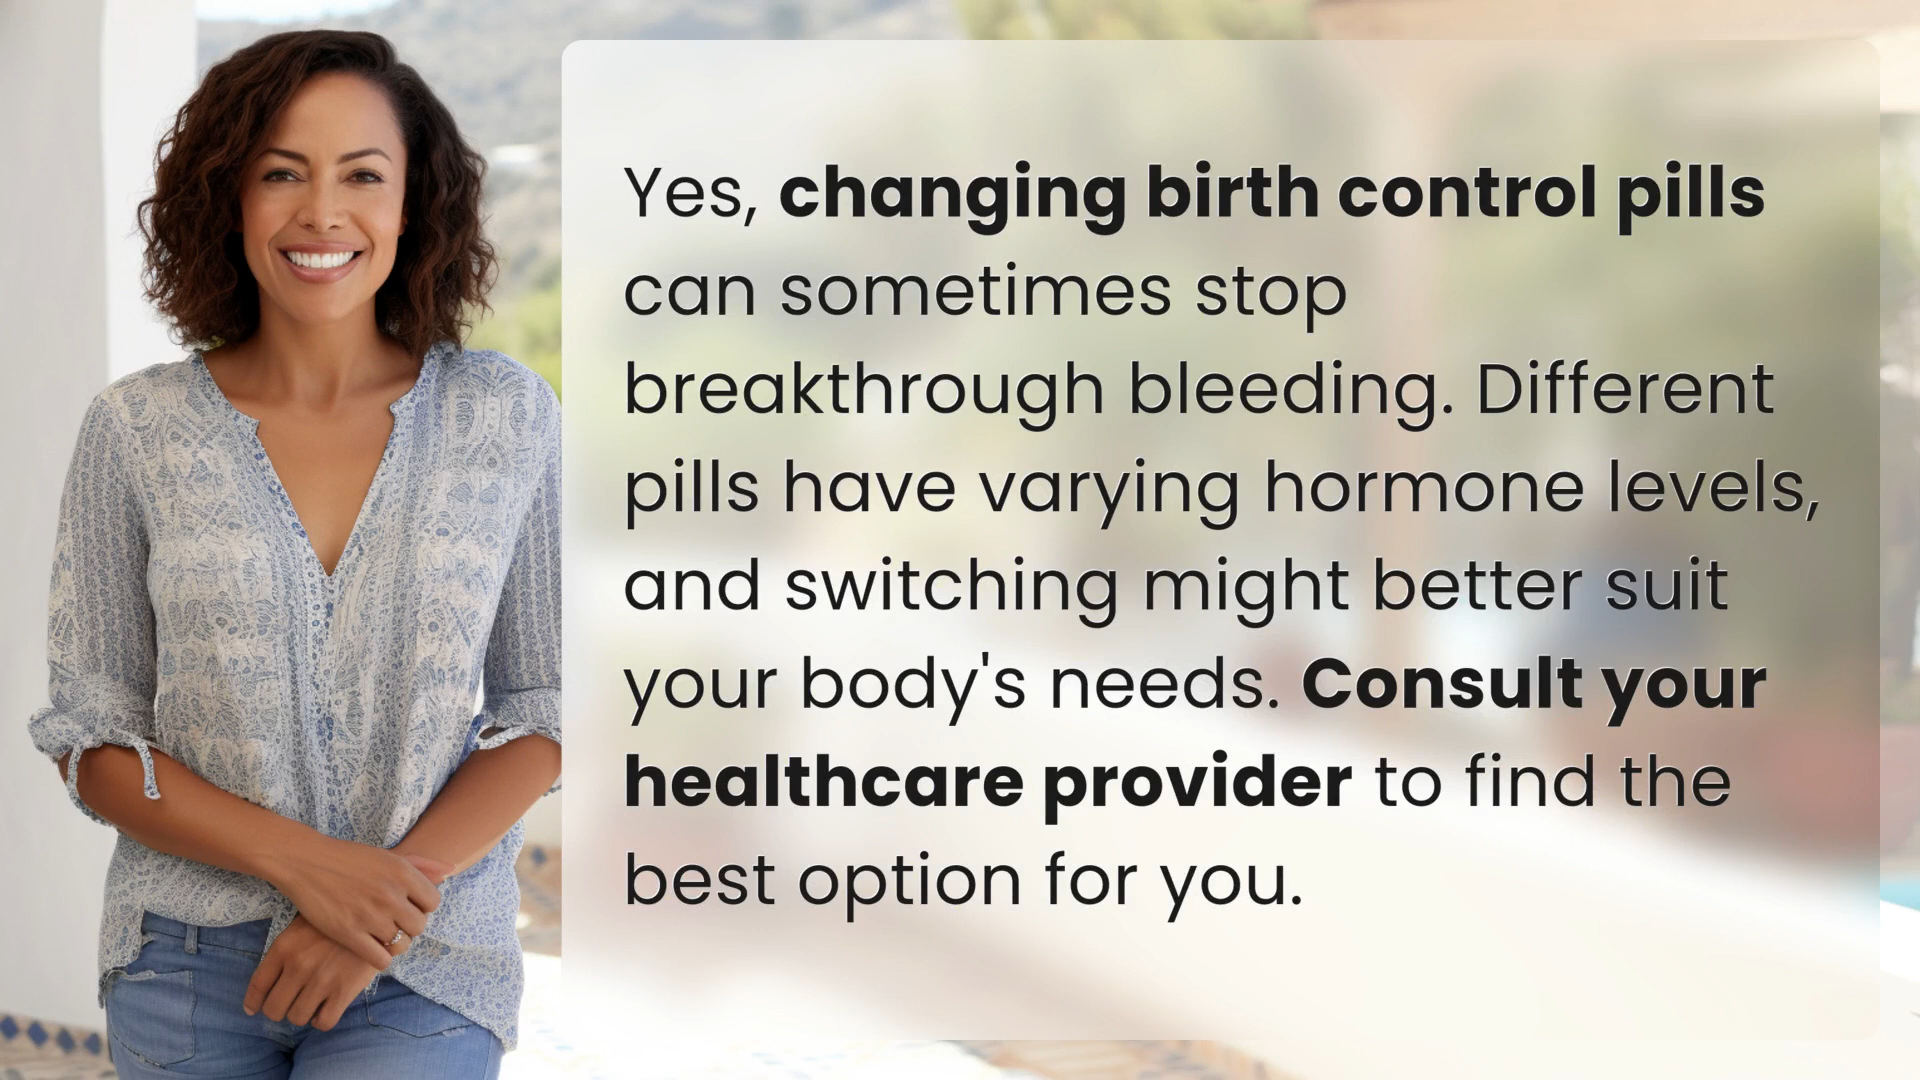 Yes, changing birth control pills
can sometimes stop
breakthrough bleeding. Different
pills have varying hormone levels,
and switching might better suit
your body's needs. Consult your
healthcare provider to find the
best option for you.